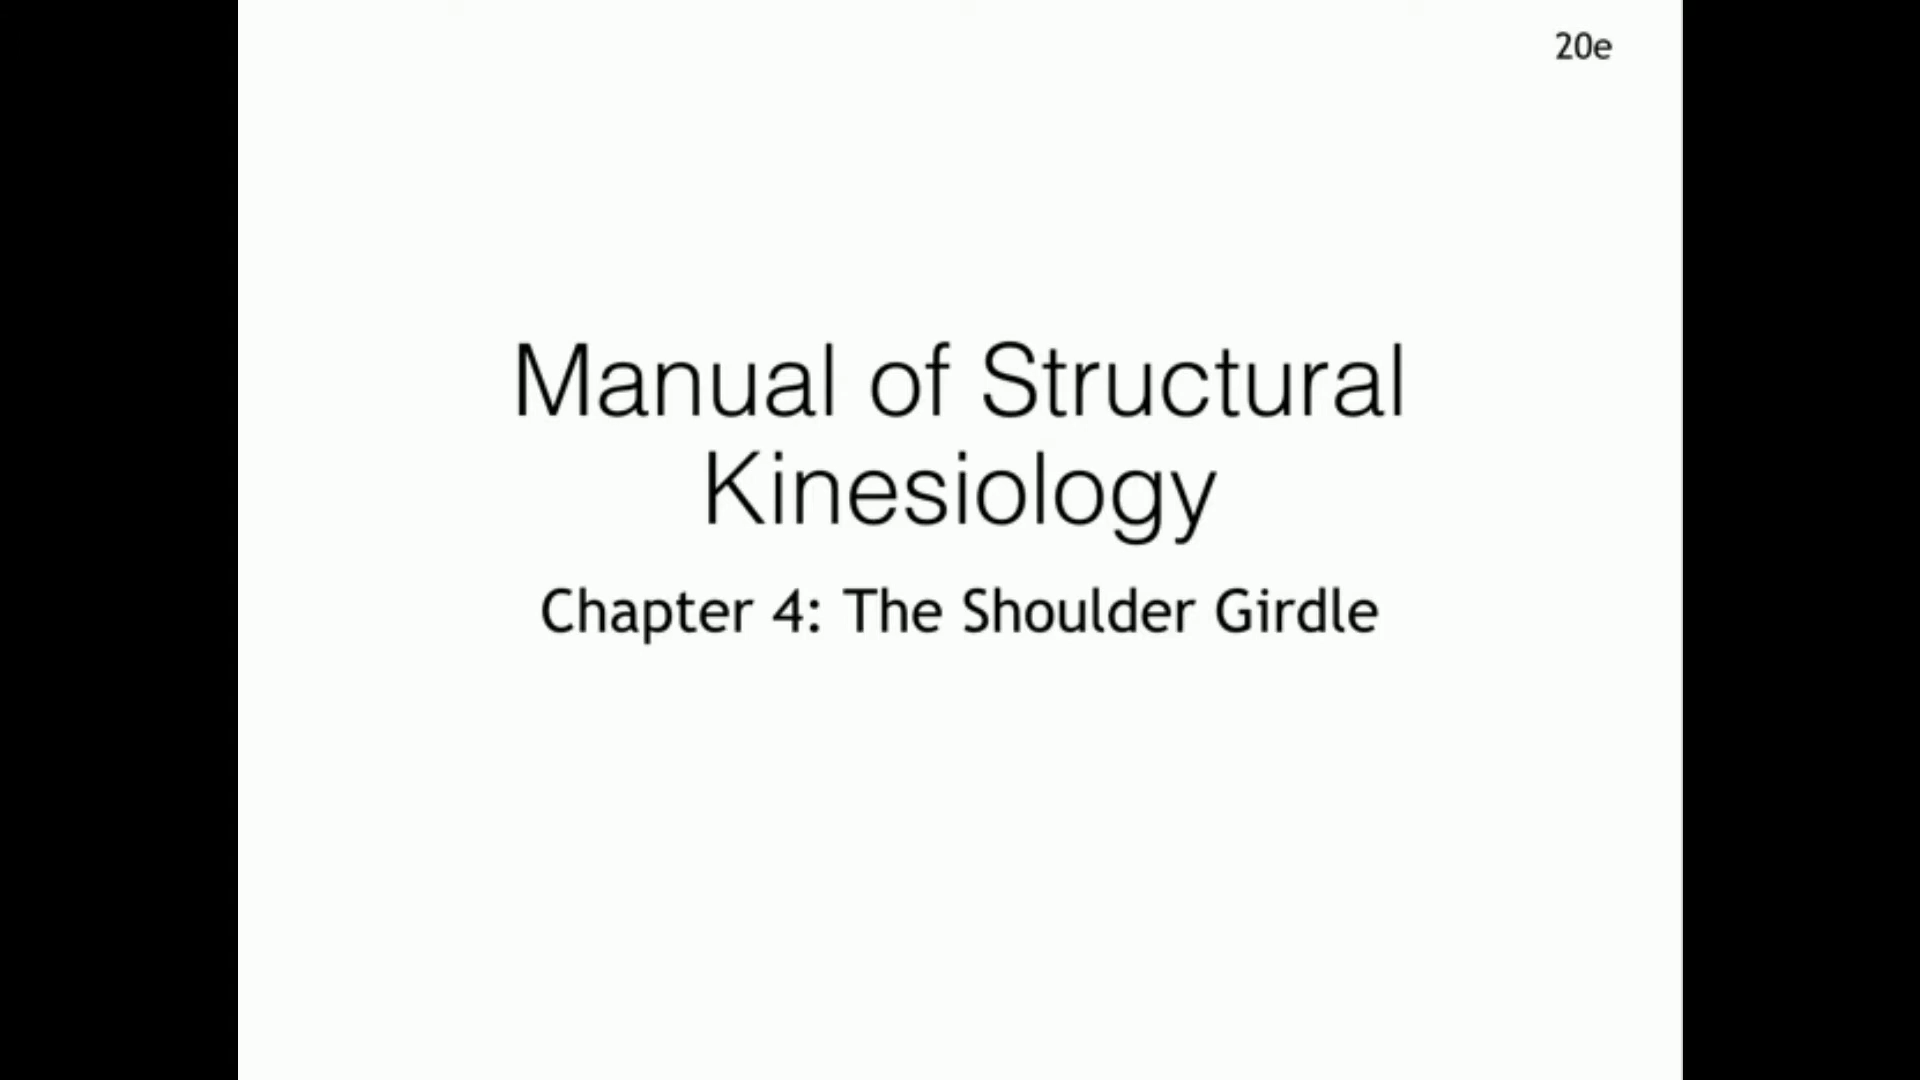 20e
Manual of Structural
Kinesiology
Chapter 4: The Shoulder Girdle